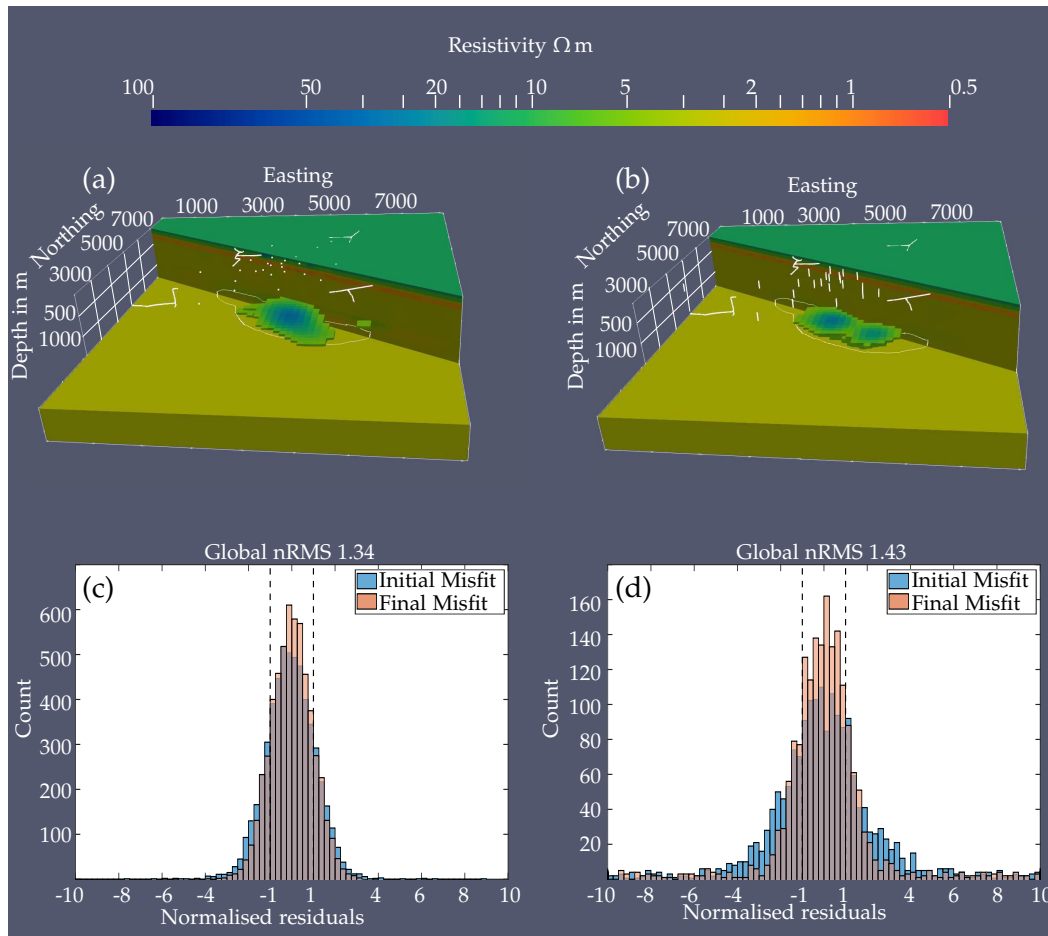 Resistivity Ω m
100 50 20 10 5 2 1 0.5
(a)
Easting
1000 3000 5000 7000
Northing
7000
5000
3000
Depth in m
500
1000
(b)
Easting
1000 3000 5000 7000
Northing
7000
5000
3000
Depth in m
500
1000
Global nRMS 1.34
(c)
Initial Misfit
Final Misfit
Count
600
500
400
300
200
100
-10 -8 -6 -4 -1 1 4 6 8 10
Normalised residuals
Global nRMS 1.43
(d)
Initial Misfit
Final Misfit
Count
160
140
120
100
80
60
40
20
-10 -8 -6 -4 -1 1 4 6 8 10
Normalised residuals